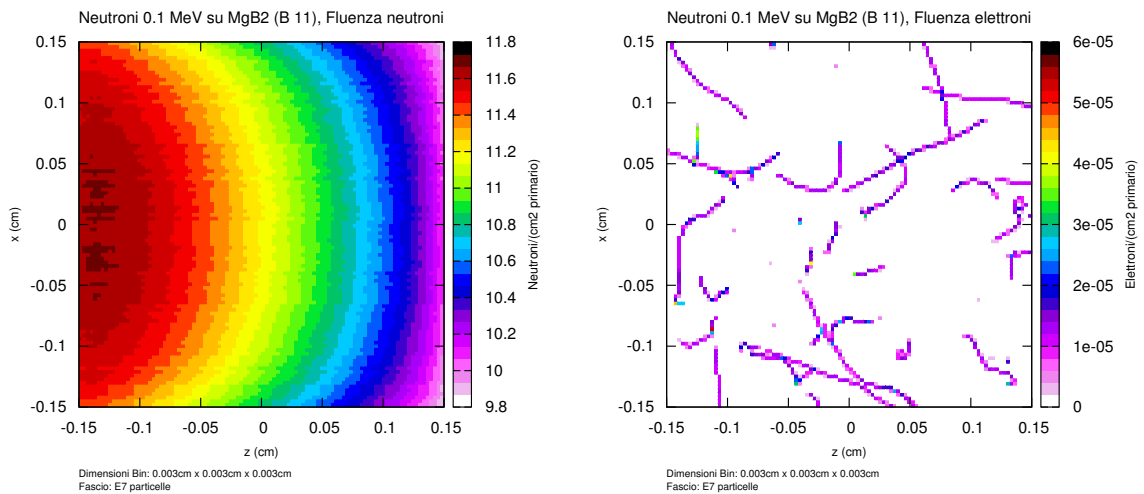 Neutroni 0.1 MeV su MgB2 (B 11), Fluenza neutroni
0.15
0.1
0.05
0
-0.05
-0.1
-0.15
x (cm)
-0.15 -0.1 -0.05 0 0.05 0.1 0.15
z (cm)
11.8
11.6
11.4
11.2
11
10.8
10.6
10.4
10.2
10
9.8
Neutroni/(cm2 primario)
Dimensioni Bin: 0.003cm x 0.003cm x 0.003cm
Fascio: E7 particelle
Neutroni 0.1 MeV su MgB2 (B 11), Fluenza elettroni
0.15
0.1
0.05
0
-0.05
-0.1
-0.15
x (cm)
-0.15 -0.1 -0.05 0 0.05 0.1 0.15
z (cm)
6e-05
5e-05
4e-05
3e-05
2e-05
1e-05
0
Elettroni/(cm2 primario)
Dimensioni Bin: 0.003cm x 0.003cm x 0.003cm
Fascio: E7 particelle